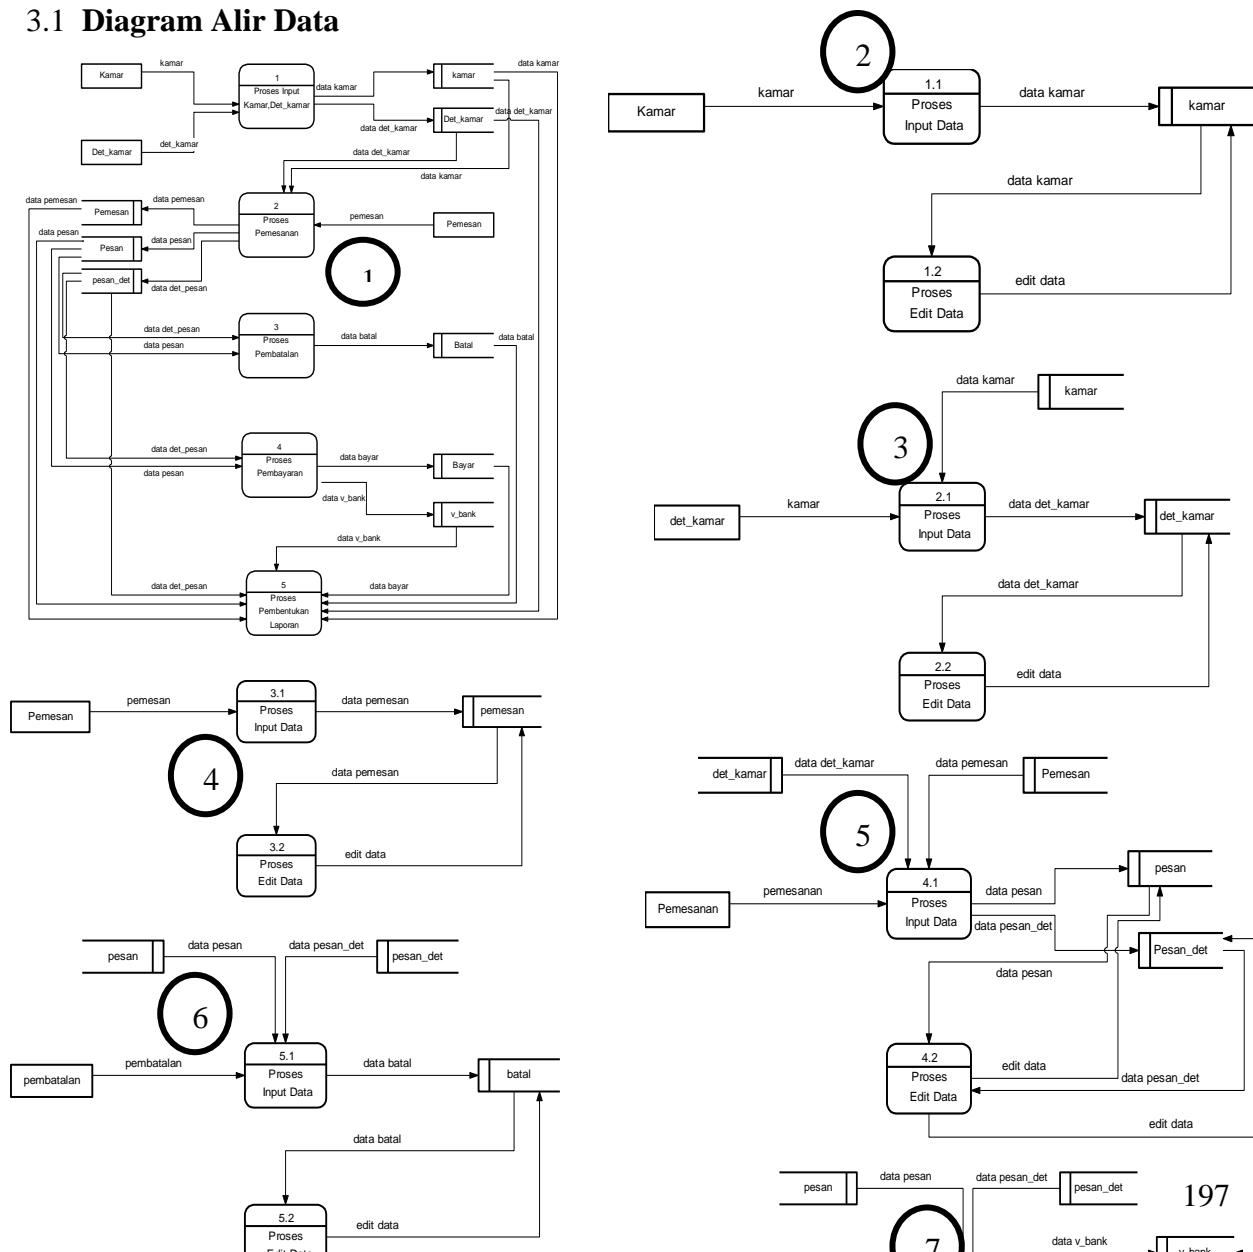 3.1 Diagram Alir Data
Kamar
kamar
1
Proses Input
Kamar,Det_kamar
data kamar
kamar
data kamar
Det_kamar
det_kamar
data det_kamar
Det_kamar
data det_kamar
data det_kamar
data kamar
data pemesan
Pemesan
data pemesan
2
Proses
Pemesanan
pemesan
Pemesan
data pesan
Pesan
data pesan
pesan_det
data det_pesan
1
data det_pesan
data pesan
3
Proses
Pembatalan
data batal
Batal
data batal
data det_pesan
data pesan
4
Proses
Pembayaran
data bayar
Bayar
data v_bank
v_bank
data v_bank
data det_pesan
5
Proses
Pembentukan
Laporan
data bayar
2
Kamar
kamar
1.1
Proses
Input Data
data kamar
kamar
data kamar
1.2
Proses
Edit Data
edit data
data kamar
kamar
3
det_kamar
kamar
2.1
Proses
Input Data
data det_kamar
det_kamar
data det_kamar
2.2
Proses
Edit Data
edit data
Pemesan
pemesan
3.1
Proses
Input Data
data pemesan
pemesan
4
data pemesan
3.2
Proses
Edit Data
edit data
det_kamar
data det_kamar
data pemesan
Pemesan
5
Pemesanan
pemesanan
4.1
Proses
Input Data
data pesan
pesan
data pesan_det
Pesan_det
data pesan
4.2
Proses
Edit Data
edit data
data pesan_det
edit data
pesan
data pesan
data pesan_det
pesan_det
6
pembatalan
pembatalan
5.1
Proses
Input Data
data batal
batal
data batal
5.2
Proses
Edit Data
edit data
pesan
data pesan
data pesan_det
pesan_det
197
7
data v_bank
v_bank